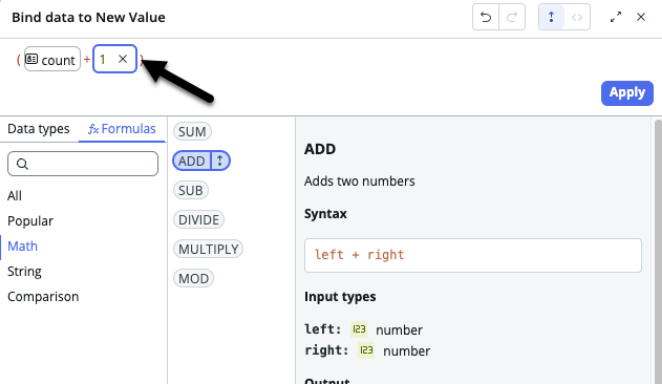 Bind data to New Value
( count + 1 × )
Apply
Data types fx Formulas
All
Popular
Math
String
Comparison
SUM
ADD
SUB
DIVIDE
MULTIPLY
MOD
ADD
Adds two numbers
Syntax
left + right
Input types
left: 123 number
right: 123 number
Output